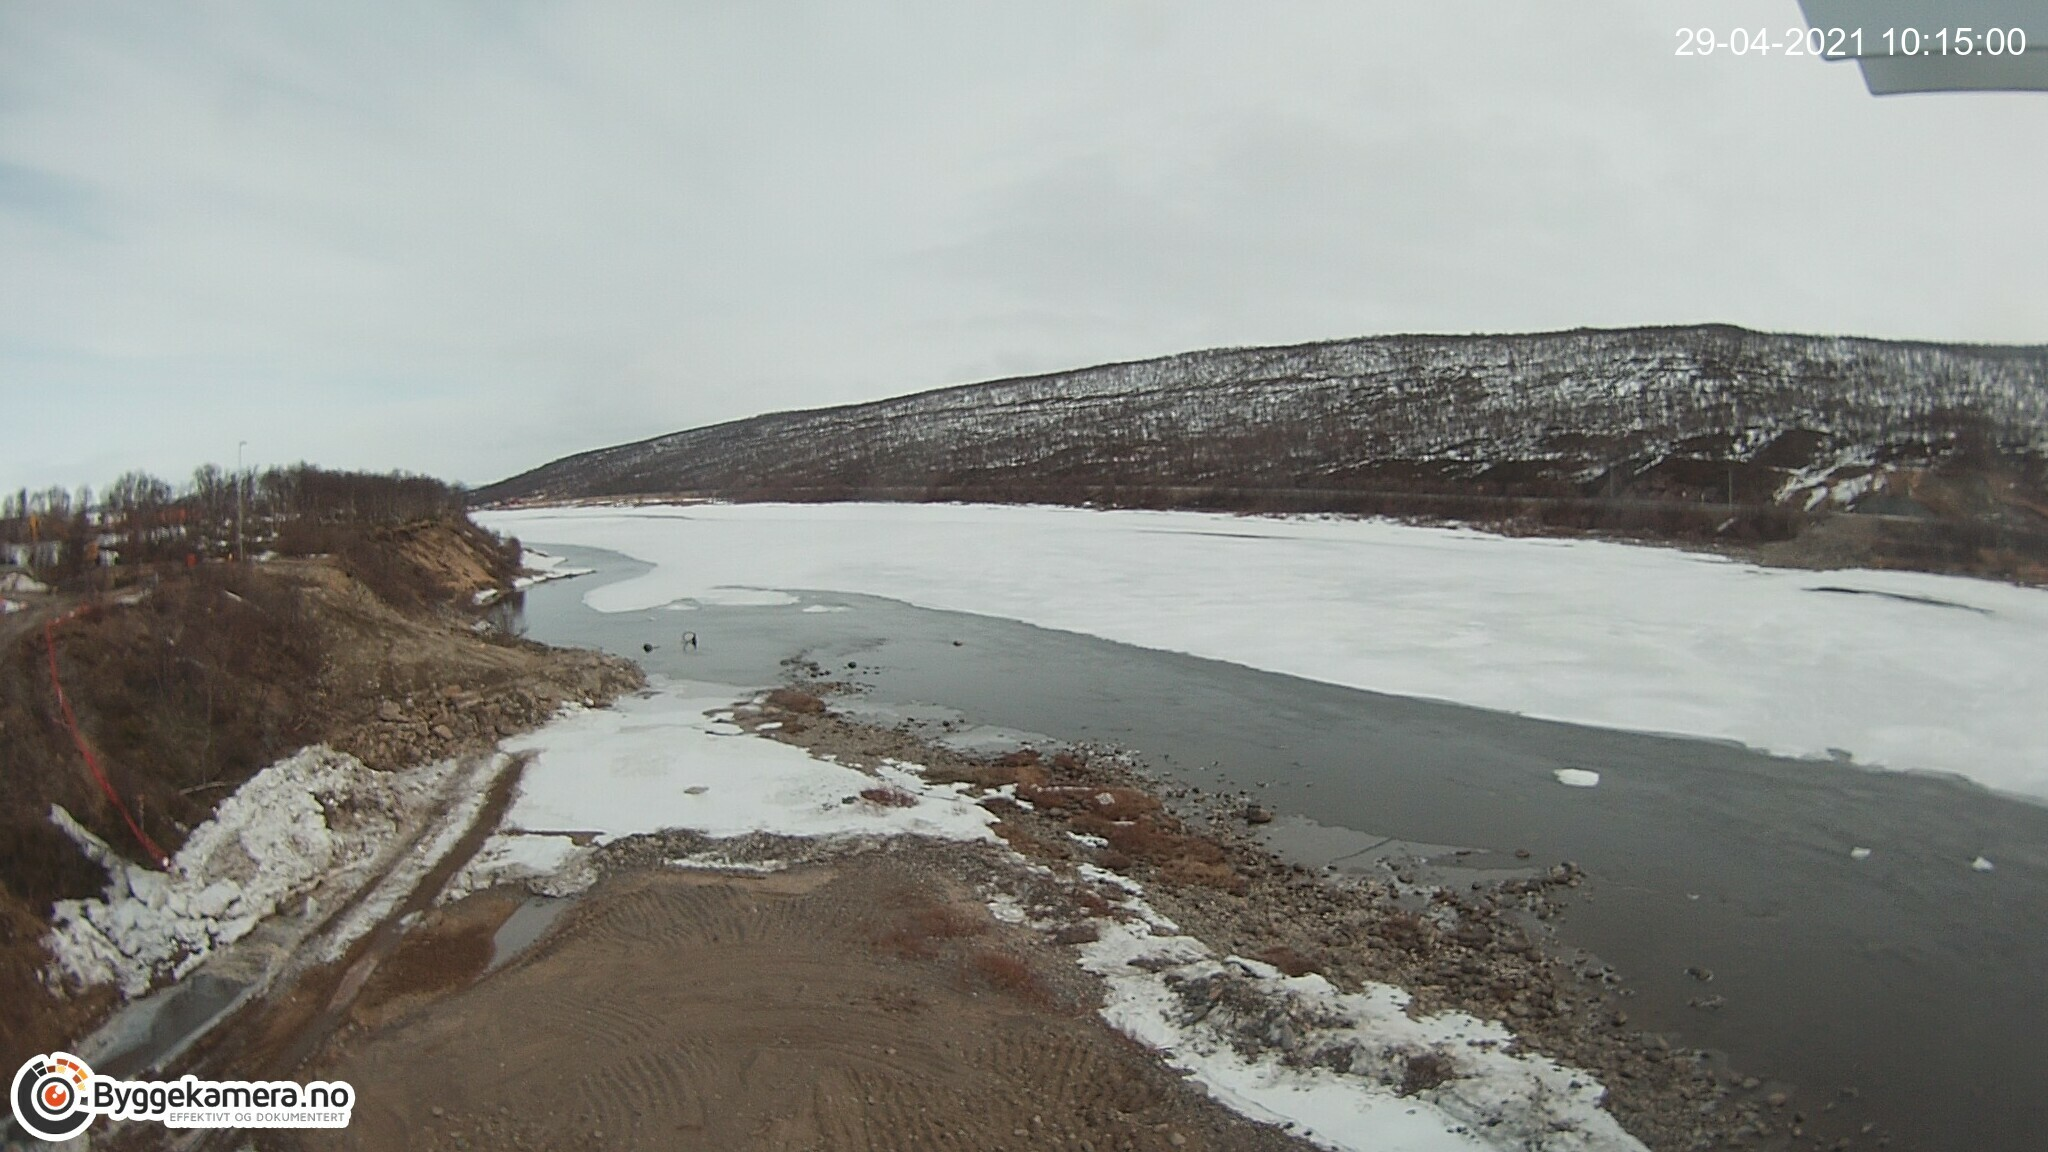 29-04-2021 10:15:00
Byggekamera.no
EFFEKTIVT OG DOKUMENTERT